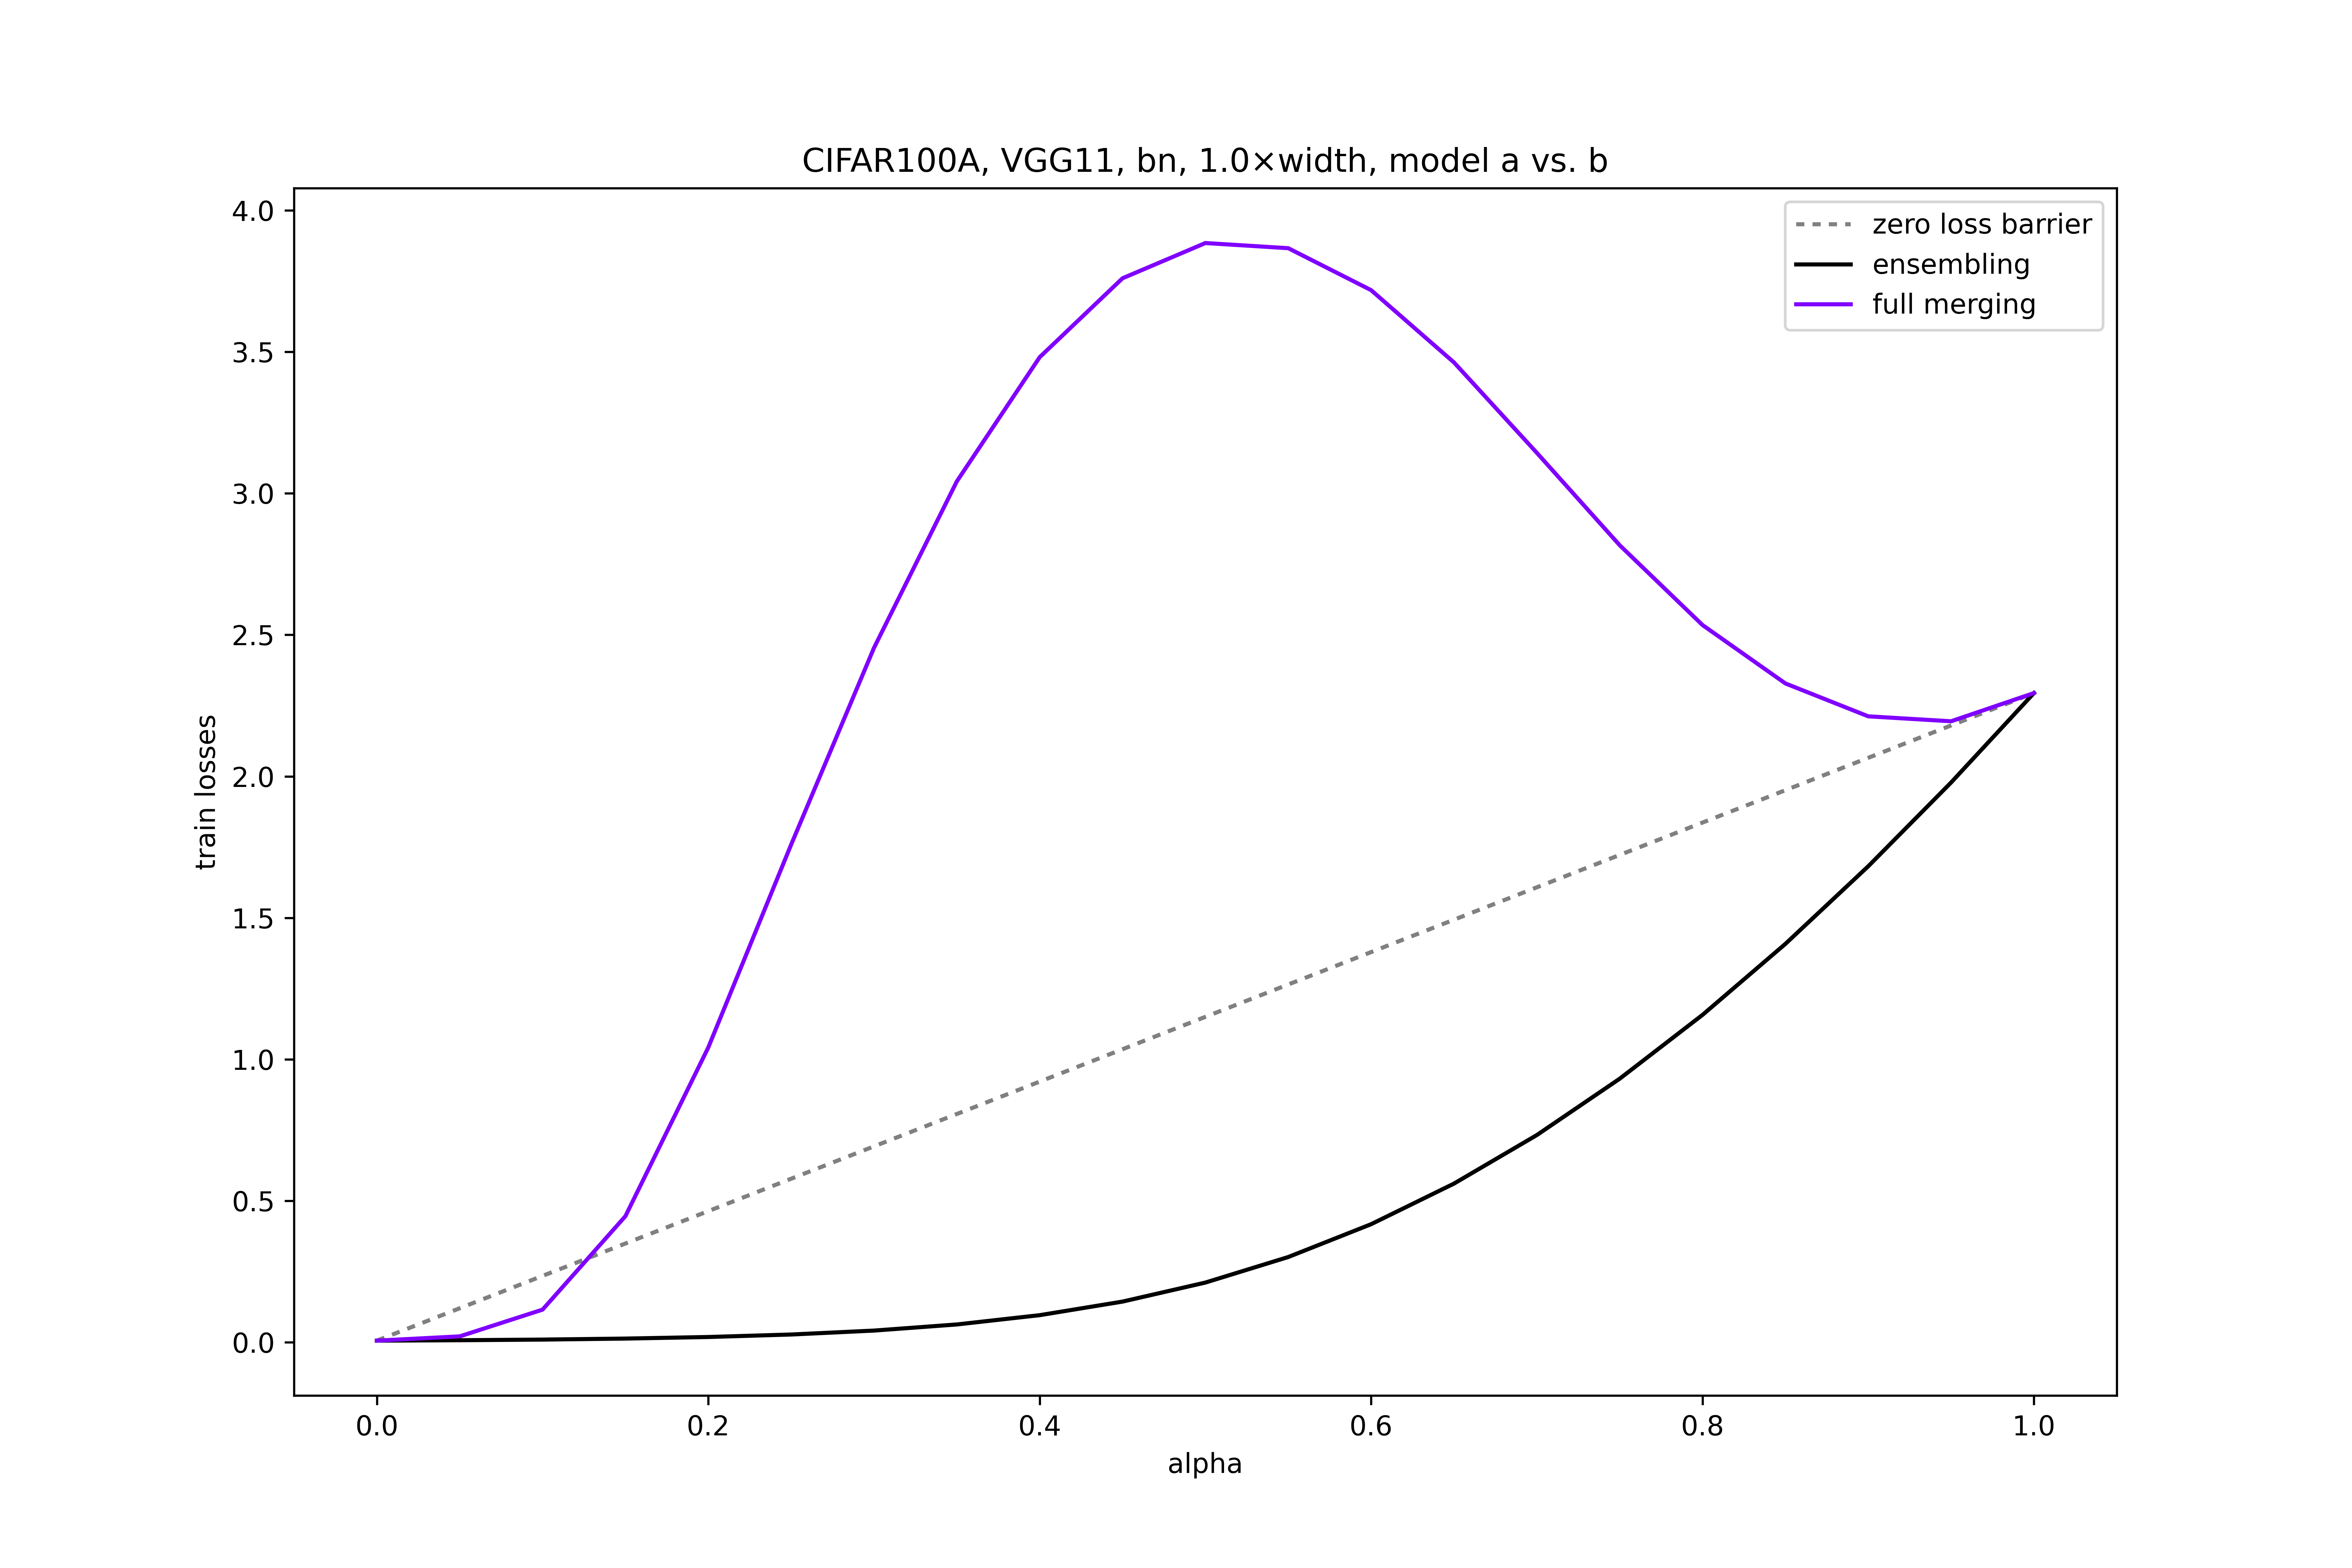 CIFAR100A, VGG11, bn, 1.0×width, model a vs. b
zero loss barrier
ensembling
full merging
train losses
4.0
3.5
3.0
2.5
2.0
1.5
1.0
0.5
0.0
0.0 0.2 0.4 0.6 0.8 1.0
alpha